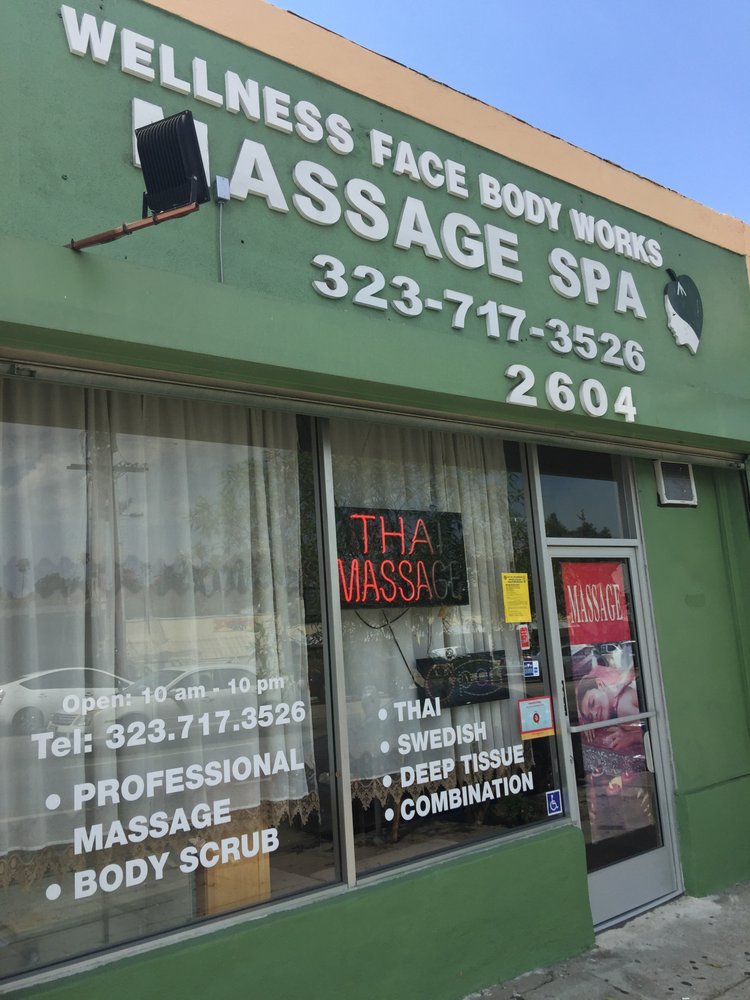 WELLNESS FACE BODY WORKS
MASSAGE SPA
323-717-3526
2604
THAI
MASSAGE
MASSAGE
Open: 10 am - 10 pm
Tel: 323.717.3526
• PROFESSIONAL
MASSAGE
• BODY SCRUB
• THAI
• SWEDISH
• DEEP TISSUE
• COMBINATION